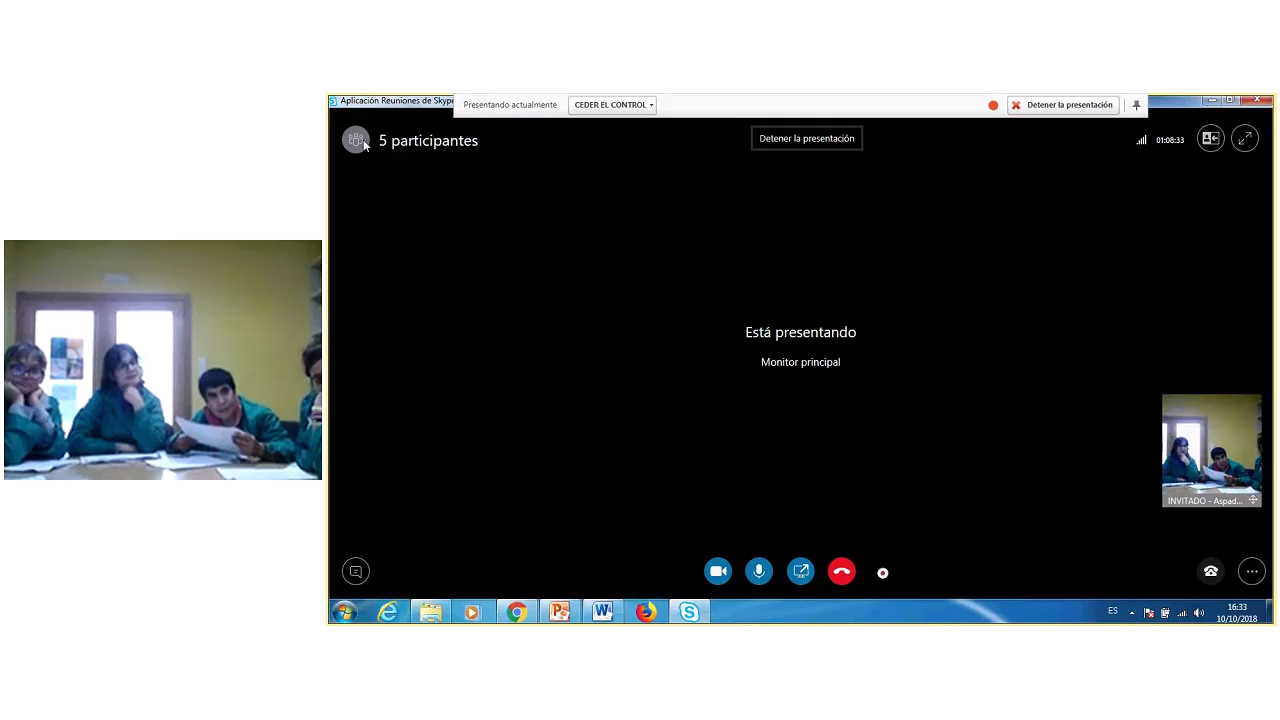 Aplicación Reuniones de Skype
Presentando actualmente
CEDER EL CONTROL
Detener la presentación
5 participantes
Detener la presentación
01:08:33
Está presentando
Monitor principal
INVITADO - Aspad...
ES
16:33
10/10/2018